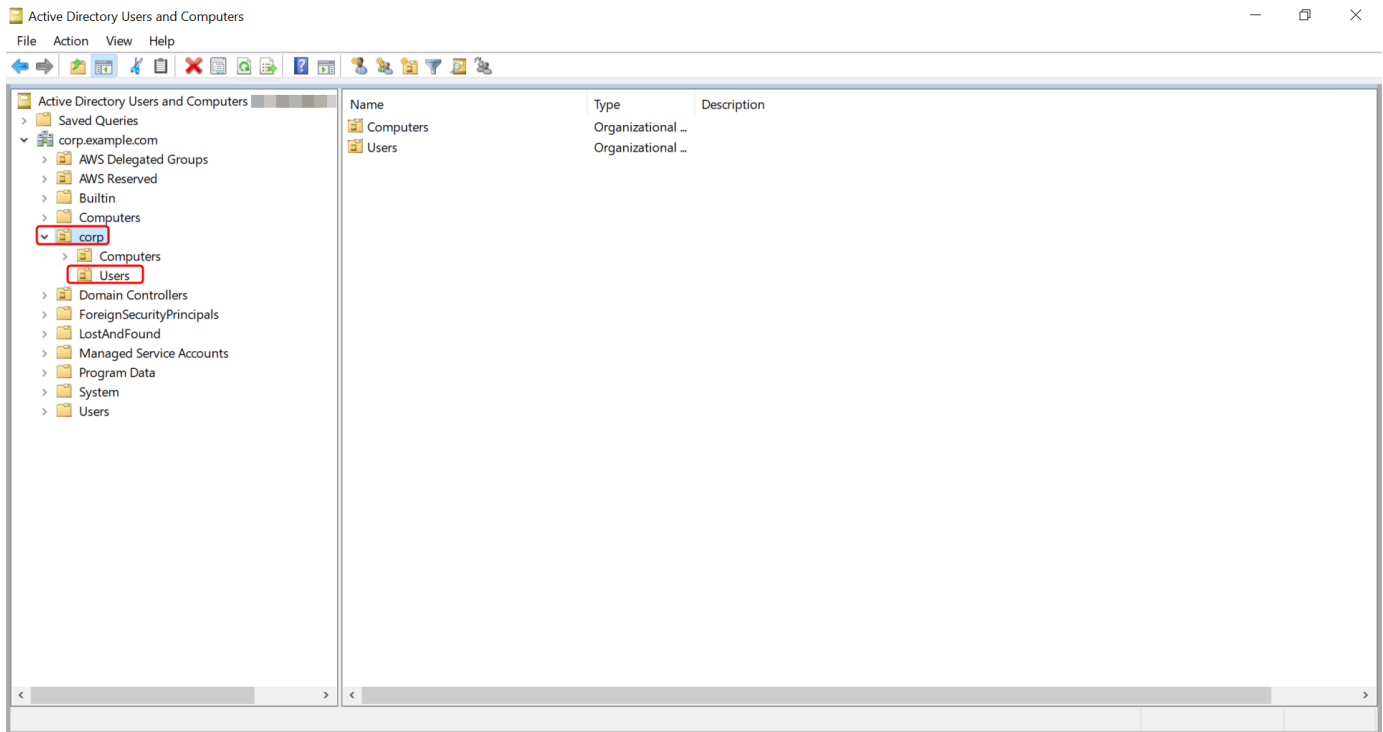 Active Directory Users and Computers
File Action View Help
Active Directory Users and Computers
Saved Queries
corp.example.com
AWS Delegated Groups
AWS Reserved
Builtin
Computers
corp
Computers
Users
Domain Controllers
ForeignSecurityPrincipals
LostAndFound
Managed Service Accounts
Program Data
System
Users
Name Type Description
Computers Organizational ...
Users Organizational ...